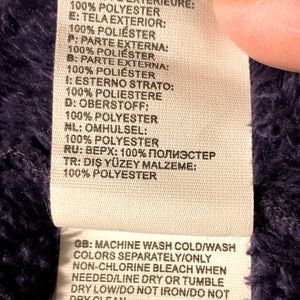 EXTÉRIEURE:
100% POLYESTER
E: TELA EXTERIOR:
100% POLIÉSTER
P: PARTE EXTERNA:
100% POLIÉSTER
B: PARTE EXTERNA:
100% POLIÉSTER
I: ESTERNO STRATO:
100% POLIESTERE
D: OBERSTOFF:
100% POLYESTER
NL: OMHULSEL:
100% POLYESTER
RU: ВЕРХ: 100% ПОЛИЭСТЕР
TR: DIŞ YÜZEY MALZEME:
100% POLYESTER
GB: MACHINE WASH COLD/WASH
COLORS SEPARATELY/ONLY
NON-CHLORINE BLEACH WHEN
NEEDED/LINE DRY OR TUMBLE
DRY LOW/DO NOT IRON/DO NOT
DRY CLEAN